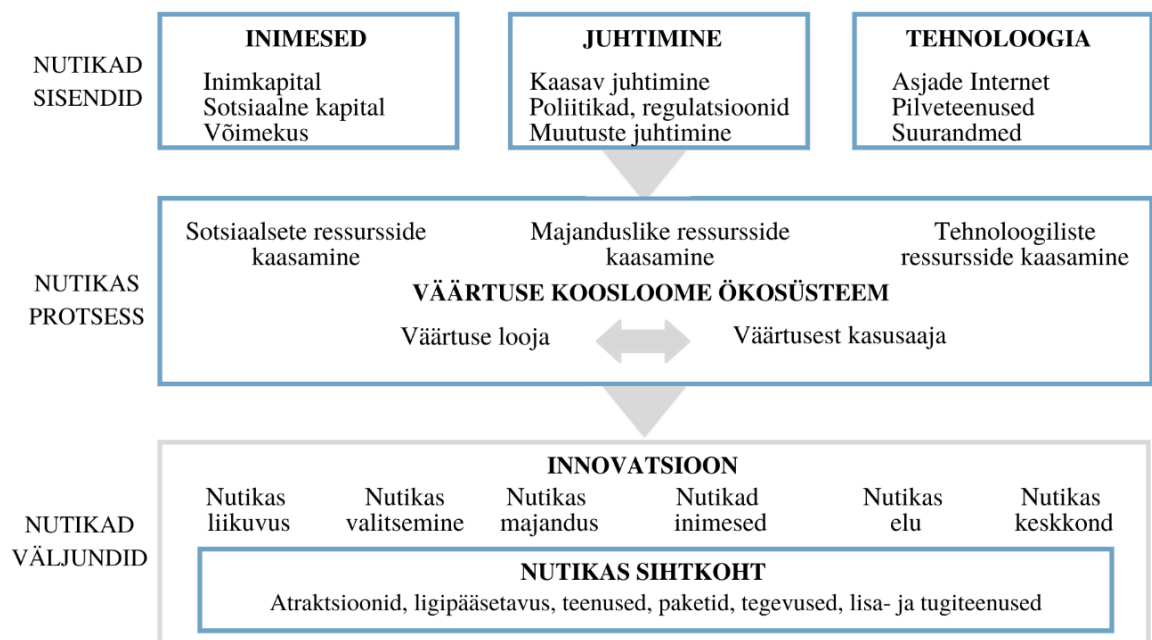 NUTIKAD
SISENDID
INIMESED
Inimkapital
Sotsiaalne kapital
Võimekus
JUHTIMINE
Kaasav juhtimine
Poliitikad, regulatsioonid
Muutuste juhtimine
TEHNOLOOGIA
Asjade Internet
Pilveteenused
Suurandmed
NUTIKAS
PROTSESS
Sotsiaalsete ressursside
kaasamine
Majanduslike ressursside
kaasamine
Tehnoloogiliste
ressursside kaasamine
VÄÄRTUSE KOOSLOOME ÖKOSÜSTEEM
Väärtuse looja
Väärtusest kasusaaja
NUTIKAD
VÄLJUNDID
INNOVATSIOON
Nutikas
liikuvus
Nutikas
valitsemine
Nutikas
majandus
Nutikad
inimesed
Nutikas
elu
Nutikas
keskkond
NUTIKAS SIHTKOHT
Atraktsioonid, ligipääsetavus, teenused, paketid, tegevused, lisa- ja tugiteenused